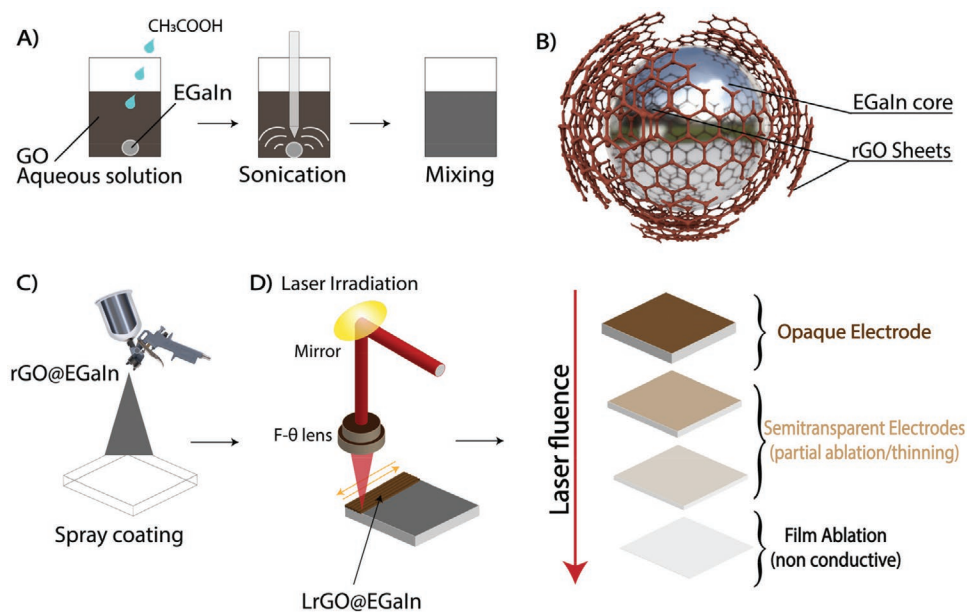 A)
CH₃COOH
EGaIn
GO
Aqueous solution
Sonication
Mixing
B)
EGaIn core
rGO Sheets
C)
rGO@EGaIn
Spray coating
D)
Laser Irradiation
Mirror
F-θ lens
LrGO@EGaIn
Laser fluence
Opaque Electrode
Semitransparent Electrodes
(partial ablation/thinning)
Film Ablation
(non conductive)